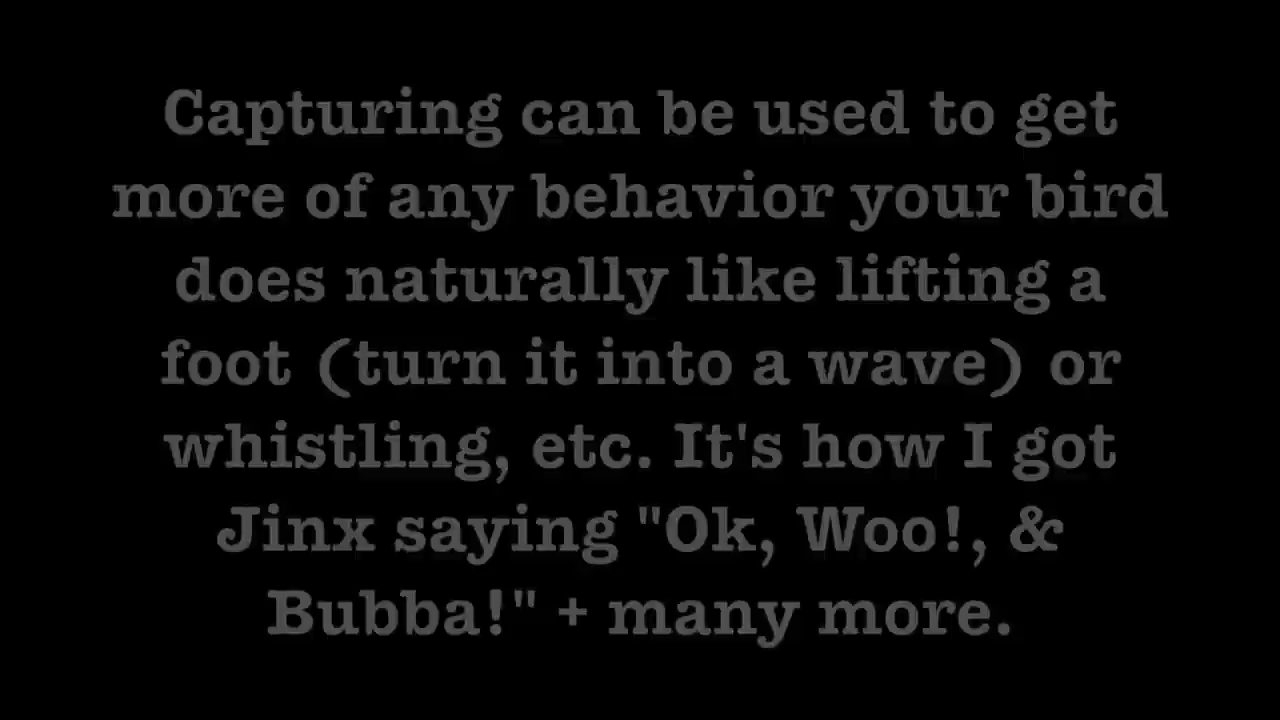 Capturing can be used to get
more of any behavior your bird
does naturally like lifting a
foot (turn it into a wave) or
whistling, etc. It's how I got
Jinx saying "Ok, Woo!, &
Bubba!" + many more.